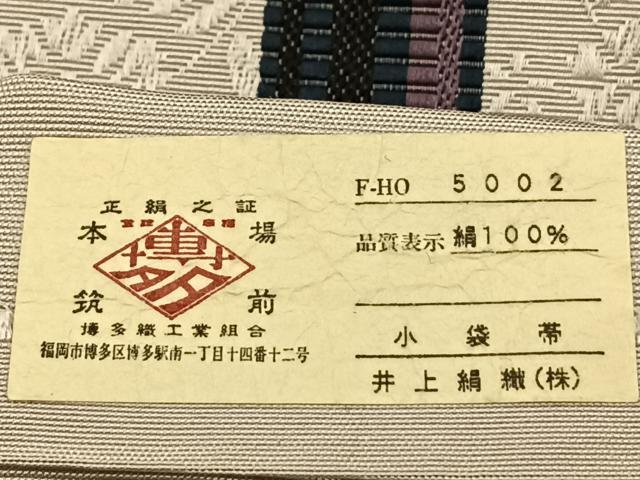 正絹之証
本場
博多
筑前
博多織工業組合
福岡市博多区博多駅南一丁目十四番十二号
F-HO 5002
品質表示 絹100%
小袋帯
井上絹織(株)